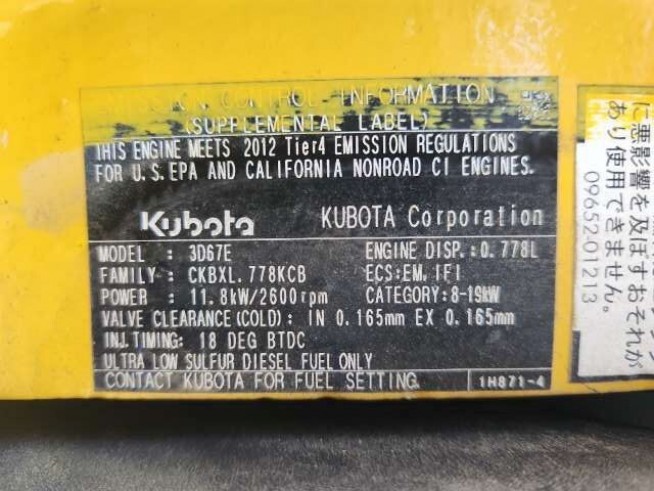 EMISSION CONTROL INFORMATION
(SUPPLEMENTAL LABEL)
THIS ENGINE MEETS 2012 Tier4 EMISSION REGULATIONS
FOR U.S. EPA AND CALIFORNIA NONROAD CI ENGINES.
Kubota KUBOTA Corporation
MODEL : 3D67E ENGINE DISP.:0.778L
FAMILY : CKBXL.778KCB ECS:EM, IFI
POWER : 11.8kW/2600rpm CATEGORY:8-19kW
VALVE CLEARANCE(COLD): IN 0.165mm EX 0.165mm
INJ.TIMING: 18 DEG BTDC
ULTRA LOW SULFUR DIESEL FUEL ONLY
CONTACT KUBOTA FOR FUEL SETTING. 1H871-4
に悪影響を及ぼすおそれが
あり使用できません。
09652-01213